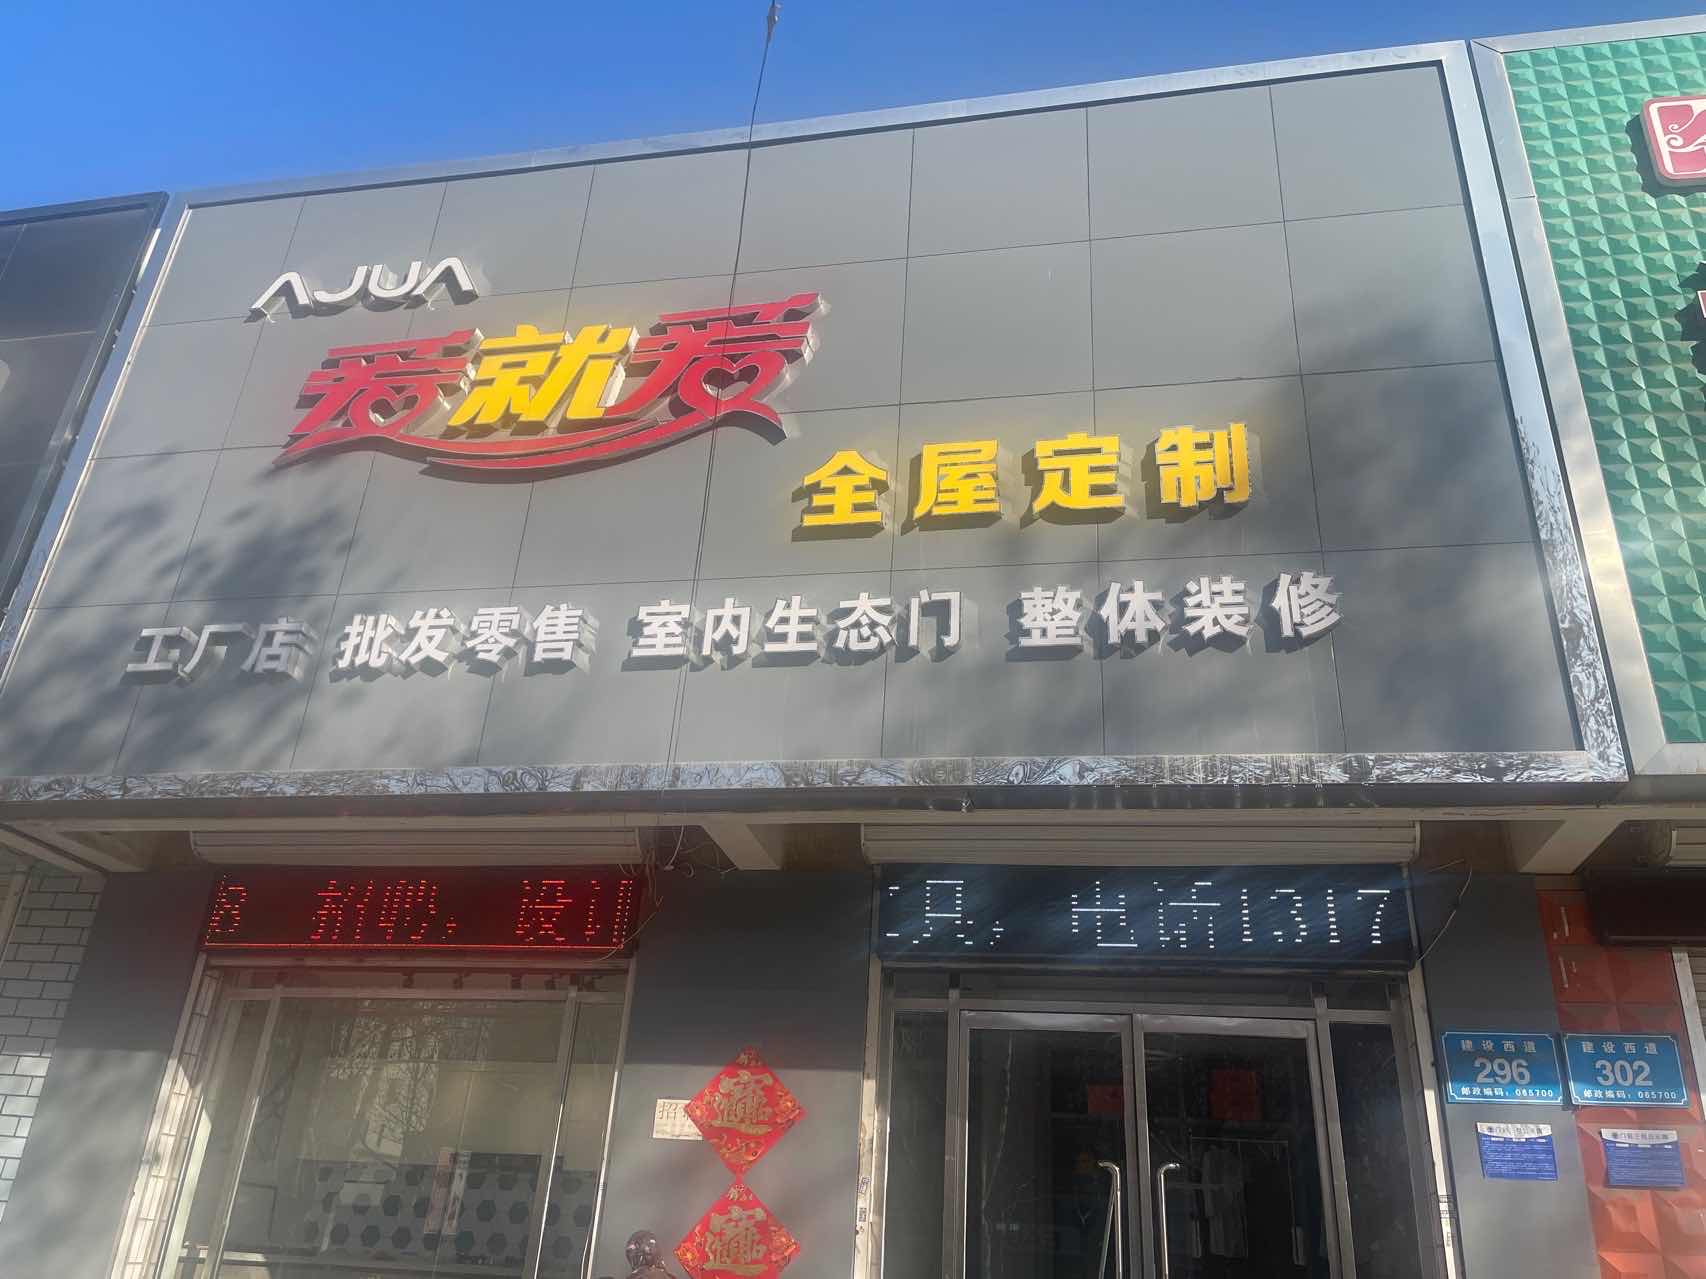 AJUA
爱就爱
全屋定制
工厂店 批发零售 室内生态门 整体装修
设计
具, 电话1317
建设西道
296
邮政编码：065700
建设西道
302
邮政编码：065700
招